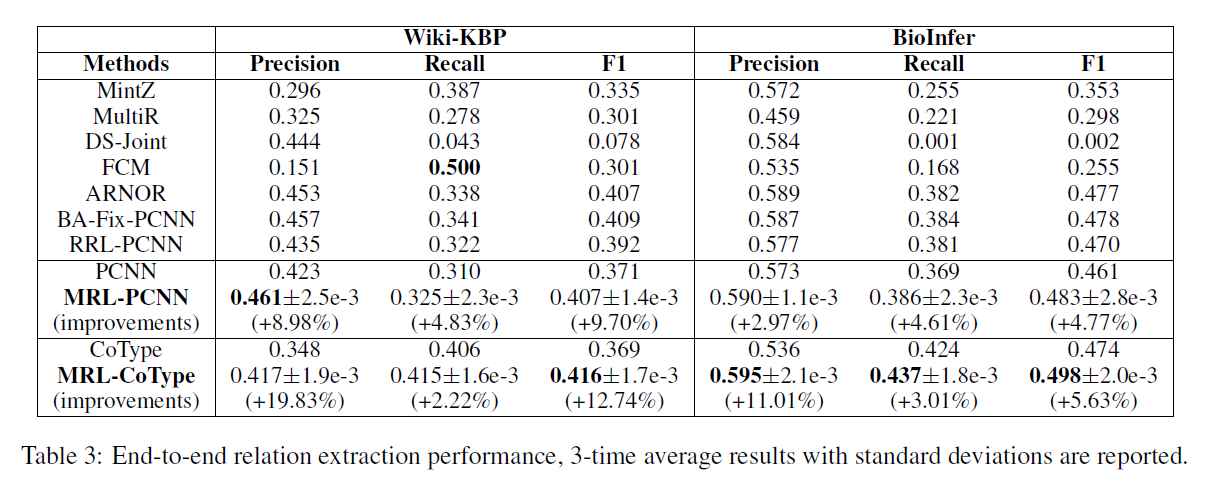 Wiki-KBP BioInfer
Methods Precision Recall F1 Precision Recall F1
MintZ 0.296 0.387 0.335 0.572 0.255 0.353
MultiR 0.325 0.278 0.301 0.459 0.221 0.298
DS-Joint 0.444 0.043 0.078 0.584 0.001 0.002
FCM 0.151 0.500 0.301 0.535 0.168 0.255
ARNOR 0.453 0.338 0.407 0.589 0.382 0.477
BA-Fix-PCNN 0.457 0.341 0.409 0.587 0.384 0.478
RRL-PCNN 0.435 0.322 0.392 0.577 0.381 0.470
PCNN 0.423 0.310 0.371 0.573 0.369 0.461
MRL-PCNN 0.461±2.5e-3 0.325±2.3e-3 0.407±1.4e-3 0.590±1.1e-3 0.386±2.3e-3 0.483±2.8e-3
(improvements) (+8.98%) (+4.83%) (+9.70%) (+2.97%) (+4.61%) (+4.77%)
CoType 0.348 0.406 0.369 0.536 0.424 0.474
MRL-CoType 0.417±1.9e-3 0.415±1.6e-3 0.416±1.7e-3 0.595±2.1e-3 0.437±1.8e-3 0.498±2.0e-3
(improvements) (+19.83%) (+2.22%) (+12.74%) (+11.01%) (+3.01%) (+5.63%)
Table 3: End-to-end relation extraction performance, 3-time average results with standard deviations are reported.